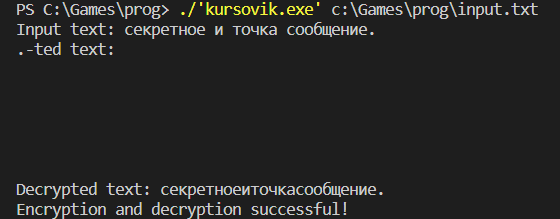 PS C:\Games\prog> ./'kursovik.exe' c:\Games\prog\input.txt
Input text: секретное и точка сообщение.
.-ted text:
Decrypted text: секретноеиточкасообщение.
Encryption and decryption successful!